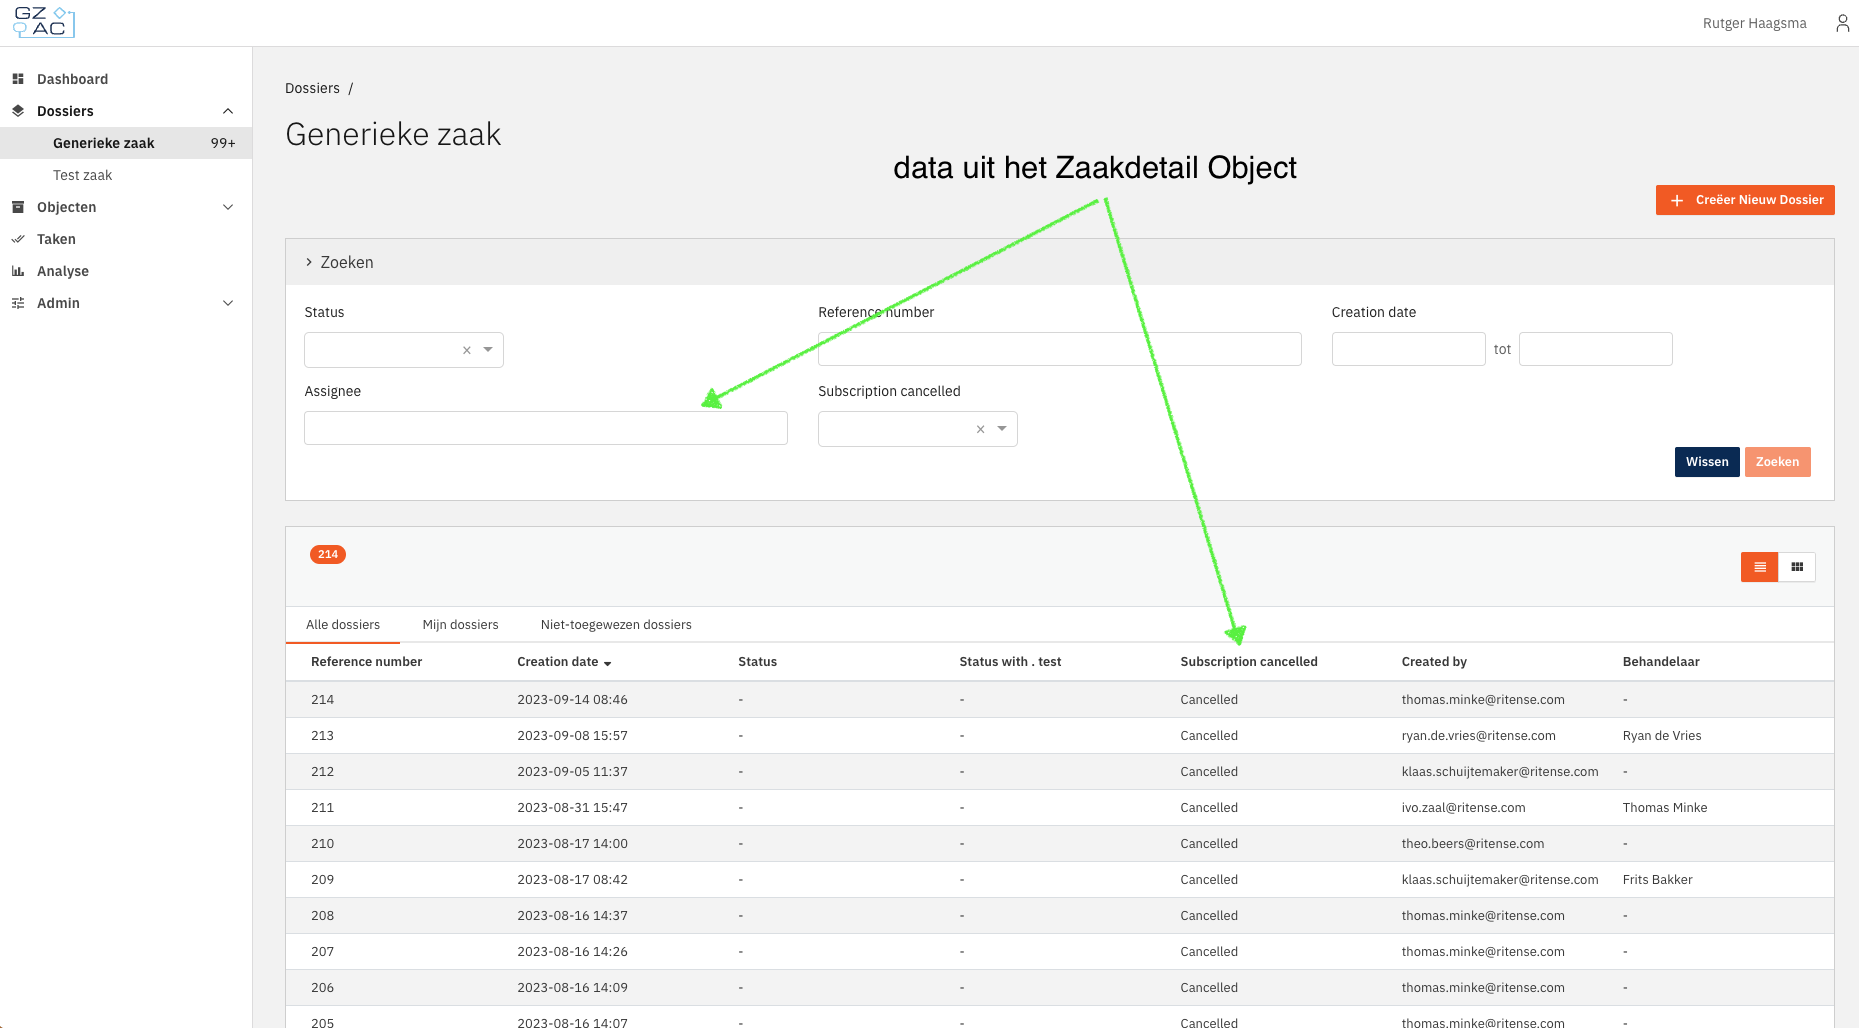 GZ
AC
Rutger Haagsma
Dashboard
Dossiers
Generieke zaak 99+
Test zaak
Objecten
Taken
Analyse
Admin
Dossiers /
Generieke zaak
data uit het Zaakdetail Object
+ Creëer Nieuw Dossier
> Zoeken
Status Reference number Creation date
tot
Assignee Subscription cancelled
Wissen Zoeken
214
Alle dossiers Mijn dossiers Niet-toegewezen dossiers
Reference number Creation date Status Status with . test Subscription cancelled Created by Behandelaar
214 2023-09-14 08:46 - - Cancelled thomas.minke@ritense.com -
213 2023-09-08 15:57 - - Cancelled ryan.de.vries@ritense.com Ryan de Vries
212 2023-09-05 11:37 - - Cancelled klaas.schuijtemaker@ritense.com -
211 2023-08-31 15:47 - - Cancelled ivo.zaal@ritense.com Thomas Minke
210 2023-08-17 14:00 - - Cancelled theo.beers@ritense.com -
209 2023-08-17 08:42 - - Cancelled klaas.schuijtemaker@ritense.com Frits Bakker
208 2023-08-16 14:37 - - Cancelled thomas.minke@ritense.com -
207 2023-08-16 14:26 - - Cancelled thomas.minke@ritense.com -
206 2023-08-16 14:09 - - Cancelled thomas.minke@ritense.com -
205 2023-08-16 14:07 - - Cancelled thomas.minke@ritense.com -